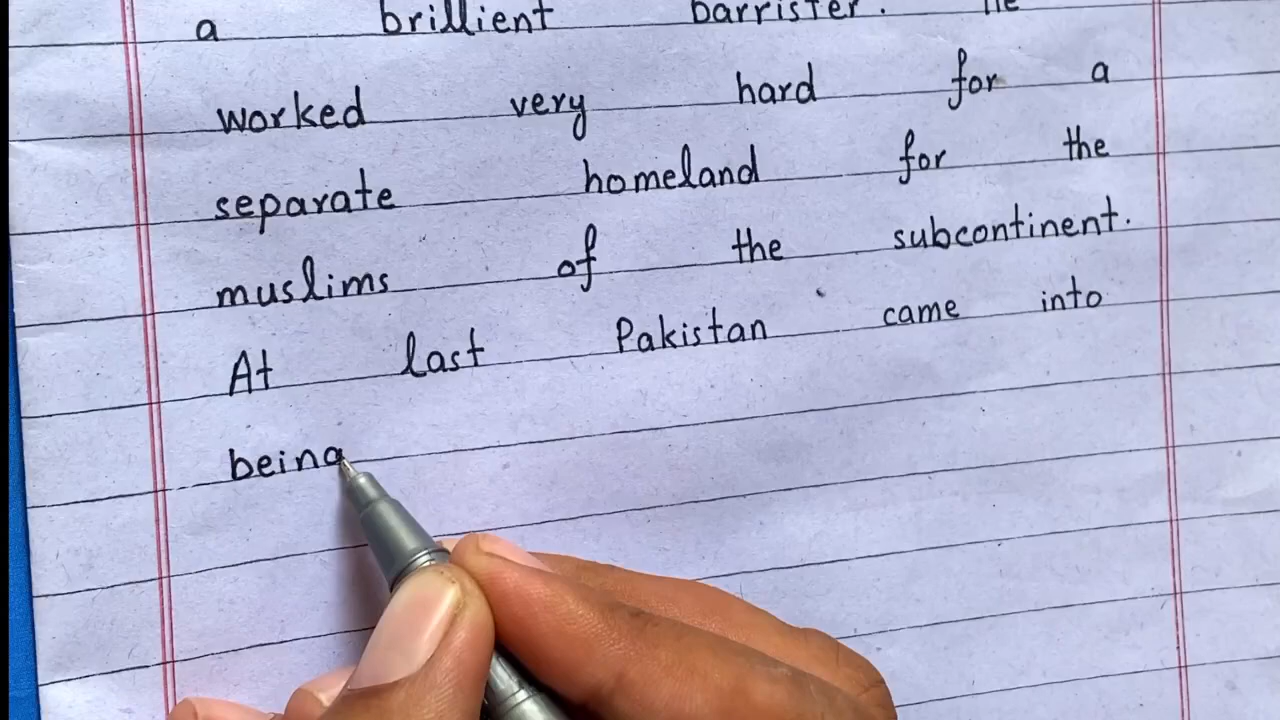 a brillient barrister. He
worked very hard for a
separate homeland for the
muslims of the subcontinent.
At last Pakistan came into
being